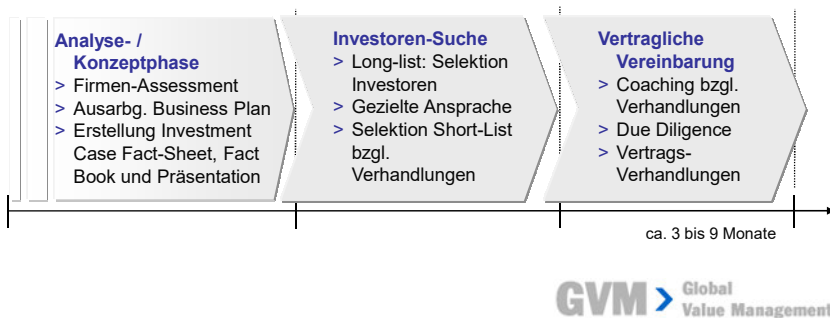 Analyse- /
Konzeptphase
> Firmen-Assessment
> Ausarbg. Business Plan
> Erstellung Investment
Case Fact-Sheet, Fact
Book und Präsentation
Investoren-Suche
> Long-list: Selektion
Investoren
> Gezielte Ansprache
> Selektion Short-List
bzgl.
Verhandlungen
Vertragliche
Vereinbarung
> Coaching bzgl.
Verhandlungen
> Due Diligence
> Vertrags-
Verhandlungen
ca. 3 bis 9 Monate
GVM Global
Value Management